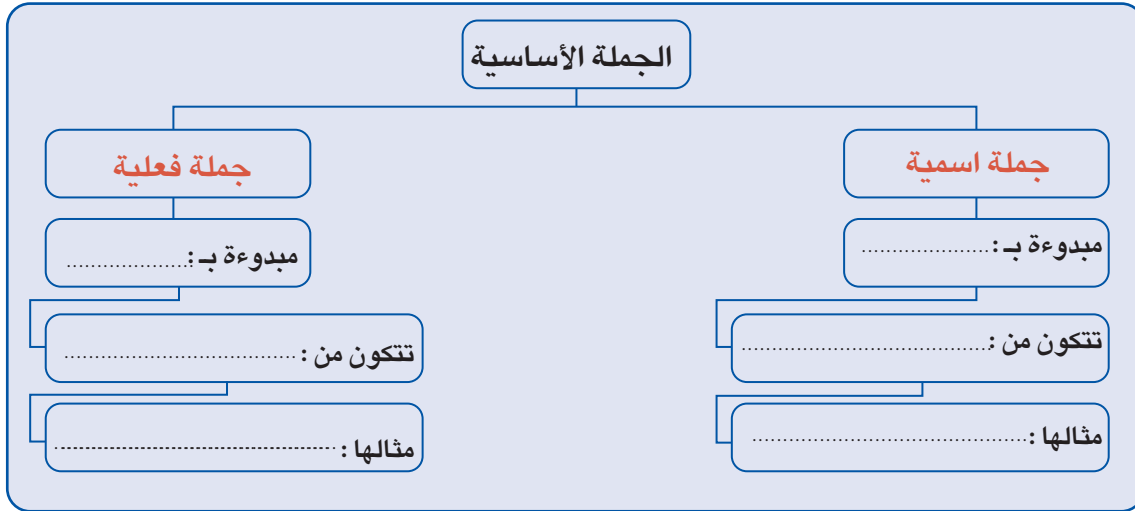 الجملة الأساسية
جملة اسمية
جملة فعلية
مبدوءة بـ : .....................
مبدوءة بـ : .....................
تتكون من : .........................................
تتكون من : ......................................
مثالها : .............................................
مثالها : ...............................................